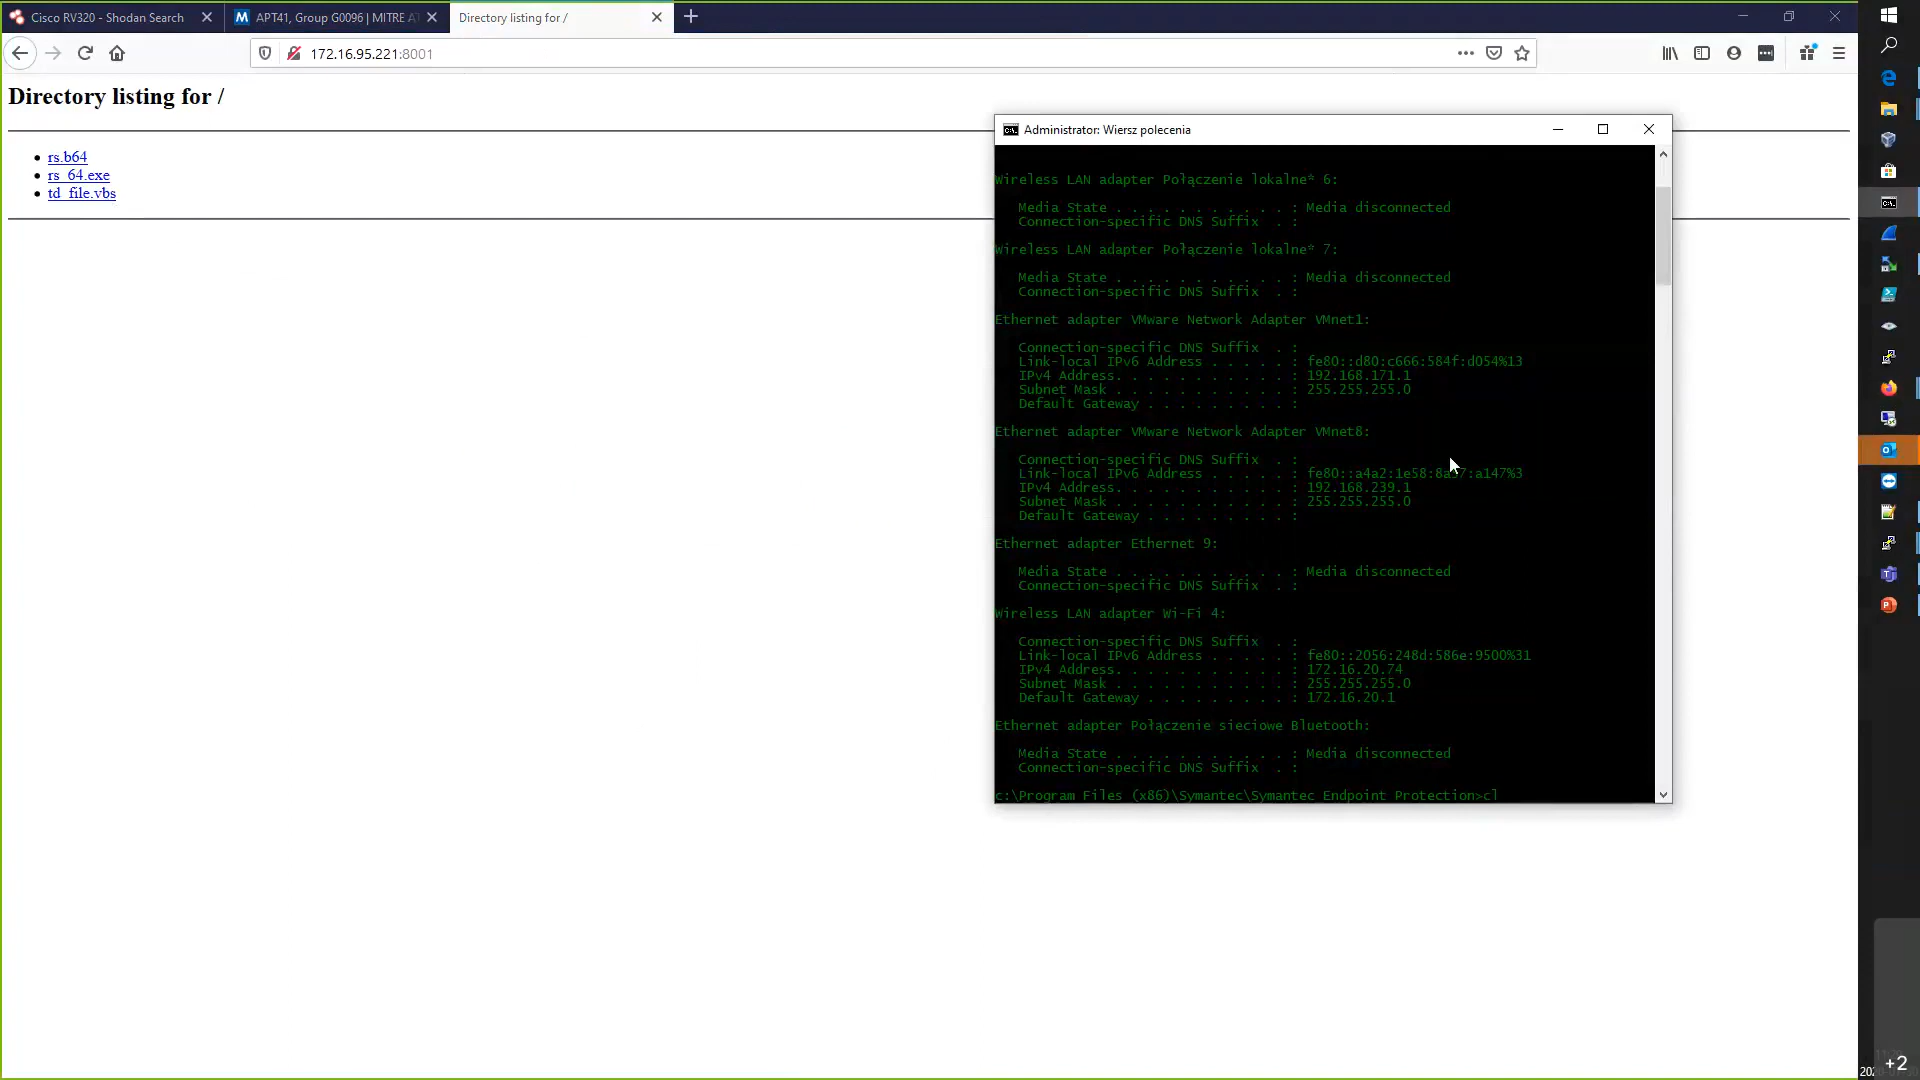 Cisco RV320 - Shodan Search
APT41, Group G0096 | MITRE AT
Directory listing for /
172.16.95.221:8001
Directory listing for /
rs.b64
rs_64.exe
td_file.vbs
Administrator: Wiersz polecenia
Wireless LAN adapter Połączenie lokalne* 6:
Media State . . . . . . . . . . . : Media disconnected
Connection-specific DNS Suffix  . :
Wireless LAN adapter Połączenie lokalne* 7:
Media State . . . . . . . . . . . : Media disconnected
Connection-specific DNS Suffix  . :
Ethernet adapter VMware Network Adapter VMnet1:
Connection-specific DNS Suffix  . :
Link-local IPv6 Address . . . . . : fe80::d80:c666:584f:d054%13
IPv4 Address. . . . . . . . . . . : 192.168.171.1
Subnet Mask . . . . . . . . . . . : 255.255.255.0
Default Gateway . . . . . . . . . :
Ethernet adapter VMware Network Adapter VMnet8:
Connection-specific DNS Suffix  . :
Link-local IPv6 Address . . . . . :
IPv4 Address. . . . . . . . . . . : 192.168.239.1
Subnet Mask . . . . . . . . . . . : 255.255.255.0
Default Gateway . . . . . . . . . :
Ethernet adapter Ethernet 9:
Media State . . . . . . . . . . . : Media disconnected
Connection-specific DNS Suffix  . :
Wireless LAN adapter Wi-Fi 4:
Connection-specific DNS Suffix  . :
Link-local IPv6 Address . . . . . : fe80::2056:248d:586e:9500%31
IPv4 Address. . . . . . . . . . . : 172.16.20.74
Subnet Mask . . . . . . . . . . . : 255.255.255.0
Default Gateway . . . . . . . . . : 172.16.20.1
Ethernet adapter Połączenie sieciowe Bluetooth:
Media State . . . . . . . . . . . : Media disconnected
Connection-specific DNS Suffix  . :
c:\Program Files (x86)\Symantec\Symantec Endpoint Protection>cl
+2